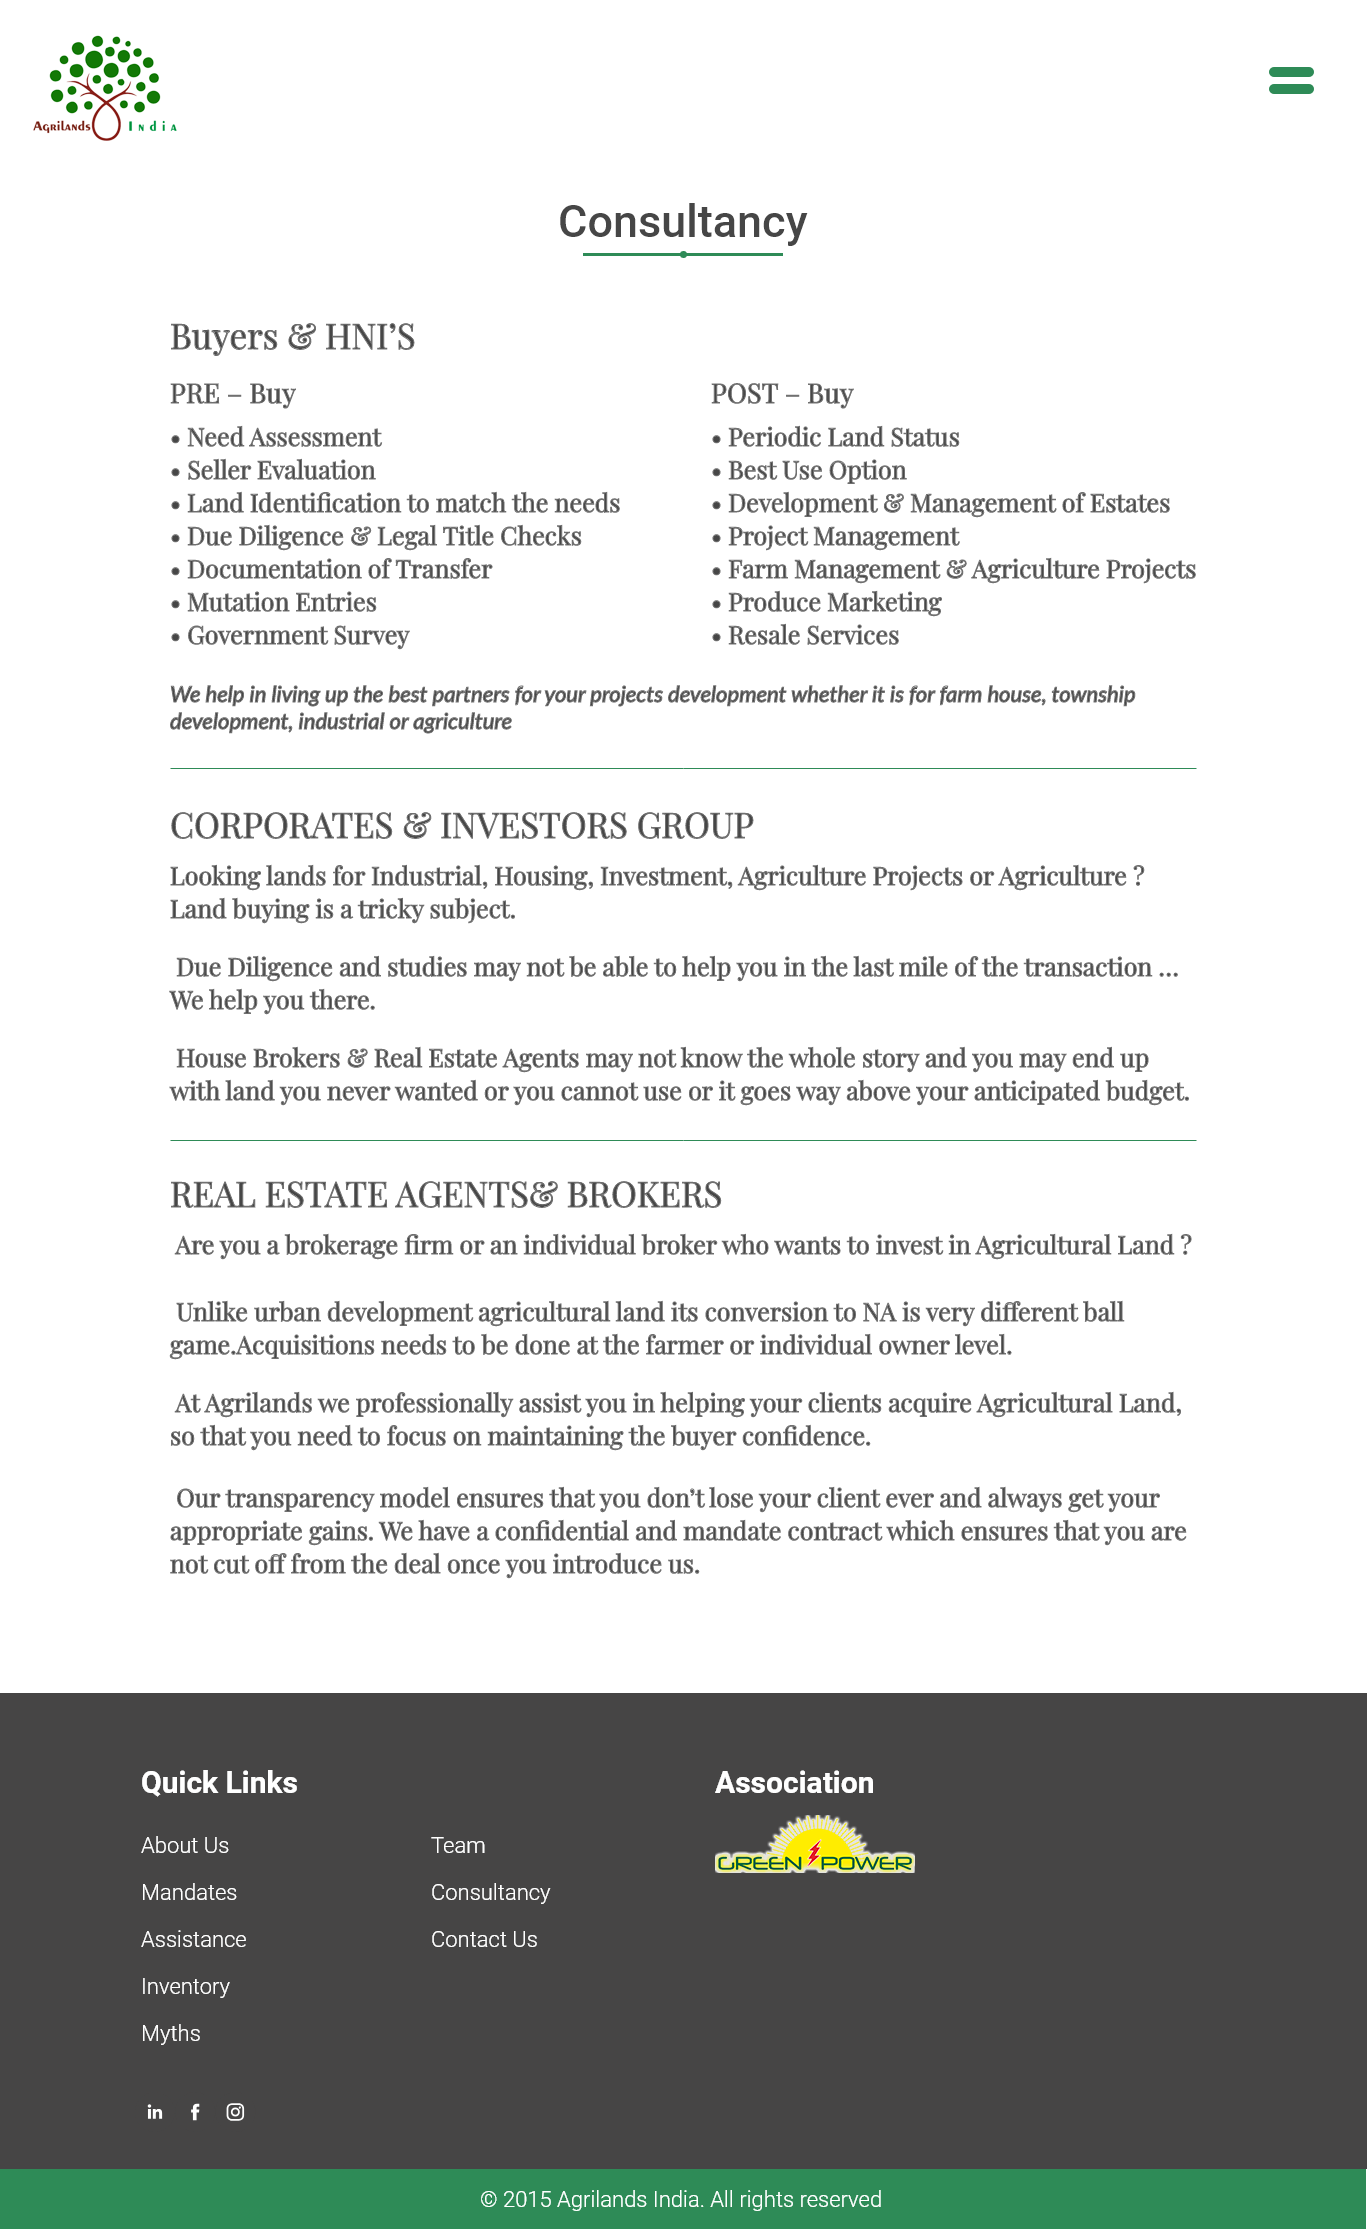 Agrilands India
Consultancy
Buyers & HNI’S
PRE – Buy
• Need Assessment
• Seller Evaluation
• Land Identification to match the needs
• Due Diligence & Legal Title Checks
• Documentation of Transfer
• Mutation Entries
• Government Survey
POST – Buy
• Periodic Land Status
• Best Use Option
• Development & Management of Estates
• Project Management
• Farm Management & Agriculture Projects
• Produce Marketing
• Resale Services
We help in living up the best partners for your projects development whether it is for farm house, township
development, industrial or agriculture
CORPORATES & INVESTORS GROUP
Looking lands for Industrial, Housing, Investment, Agriculture Projects or Agriculture ?
Land buying is a tricky subject.
Due Diligence and studies may not be able to help you in the last mile of the transaction …
We help you there.
House Brokers & Real Estate Agents may not know the whole story and you may end up
with land you never wanted or you cannot use or it goes way above your anticipated budget.
REAL ESTATE AGENTS& BROKERS
Are you a brokerage firm or an individual broker who wants to invest in Agricultural Land ?
Unlike urban development agricultural land its conversion to NA is very different ball
game.Acquisitions needs to be done at the farmer or individual owner level.
At Agrilands we professionally assist you in helping your clients acquire Agricultural Land,
so that you need to focus on maintaining the buyer confidence.
Our transparency model ensures that you don’t lose your client ever and always get your
appropriate gains. We have a confidential and mandate contract which ensures that you are
not cut off from the deal once you introduce us.
Quick Links
About Us
Mandates
Assistance
Inventory
Myths
Team
Consultancy
Contact Us
Association
GREEN POWER
© 2015 Agrilands India. All rights reserved